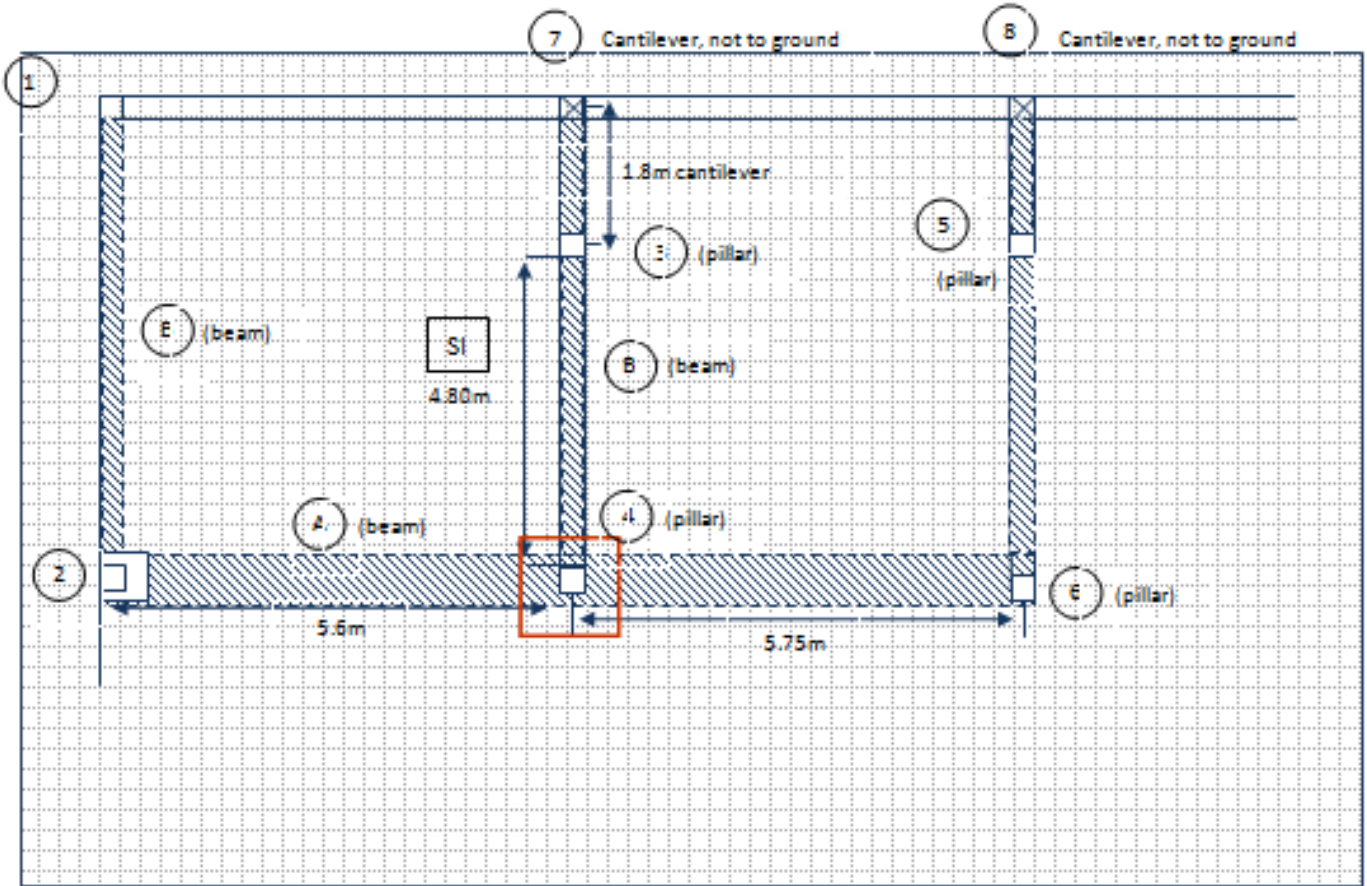 7
Cantilever, not to ground
8
Cantilever, not to ground
1
1.8m cantilever
5
3
(pillar)
(pillar)
E
(beam)
SI
B
(beam)
4.80m
A
(beam)
4
(pillar)
2
6
(pillar)
5.6m
5.75m